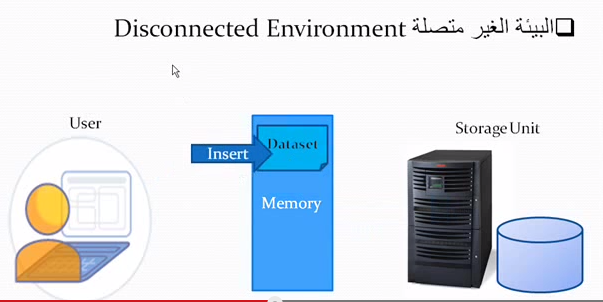 البيئة الغير متصلة Disconnected Environment
User
Dataset
Storage Unit
Insert
Memory